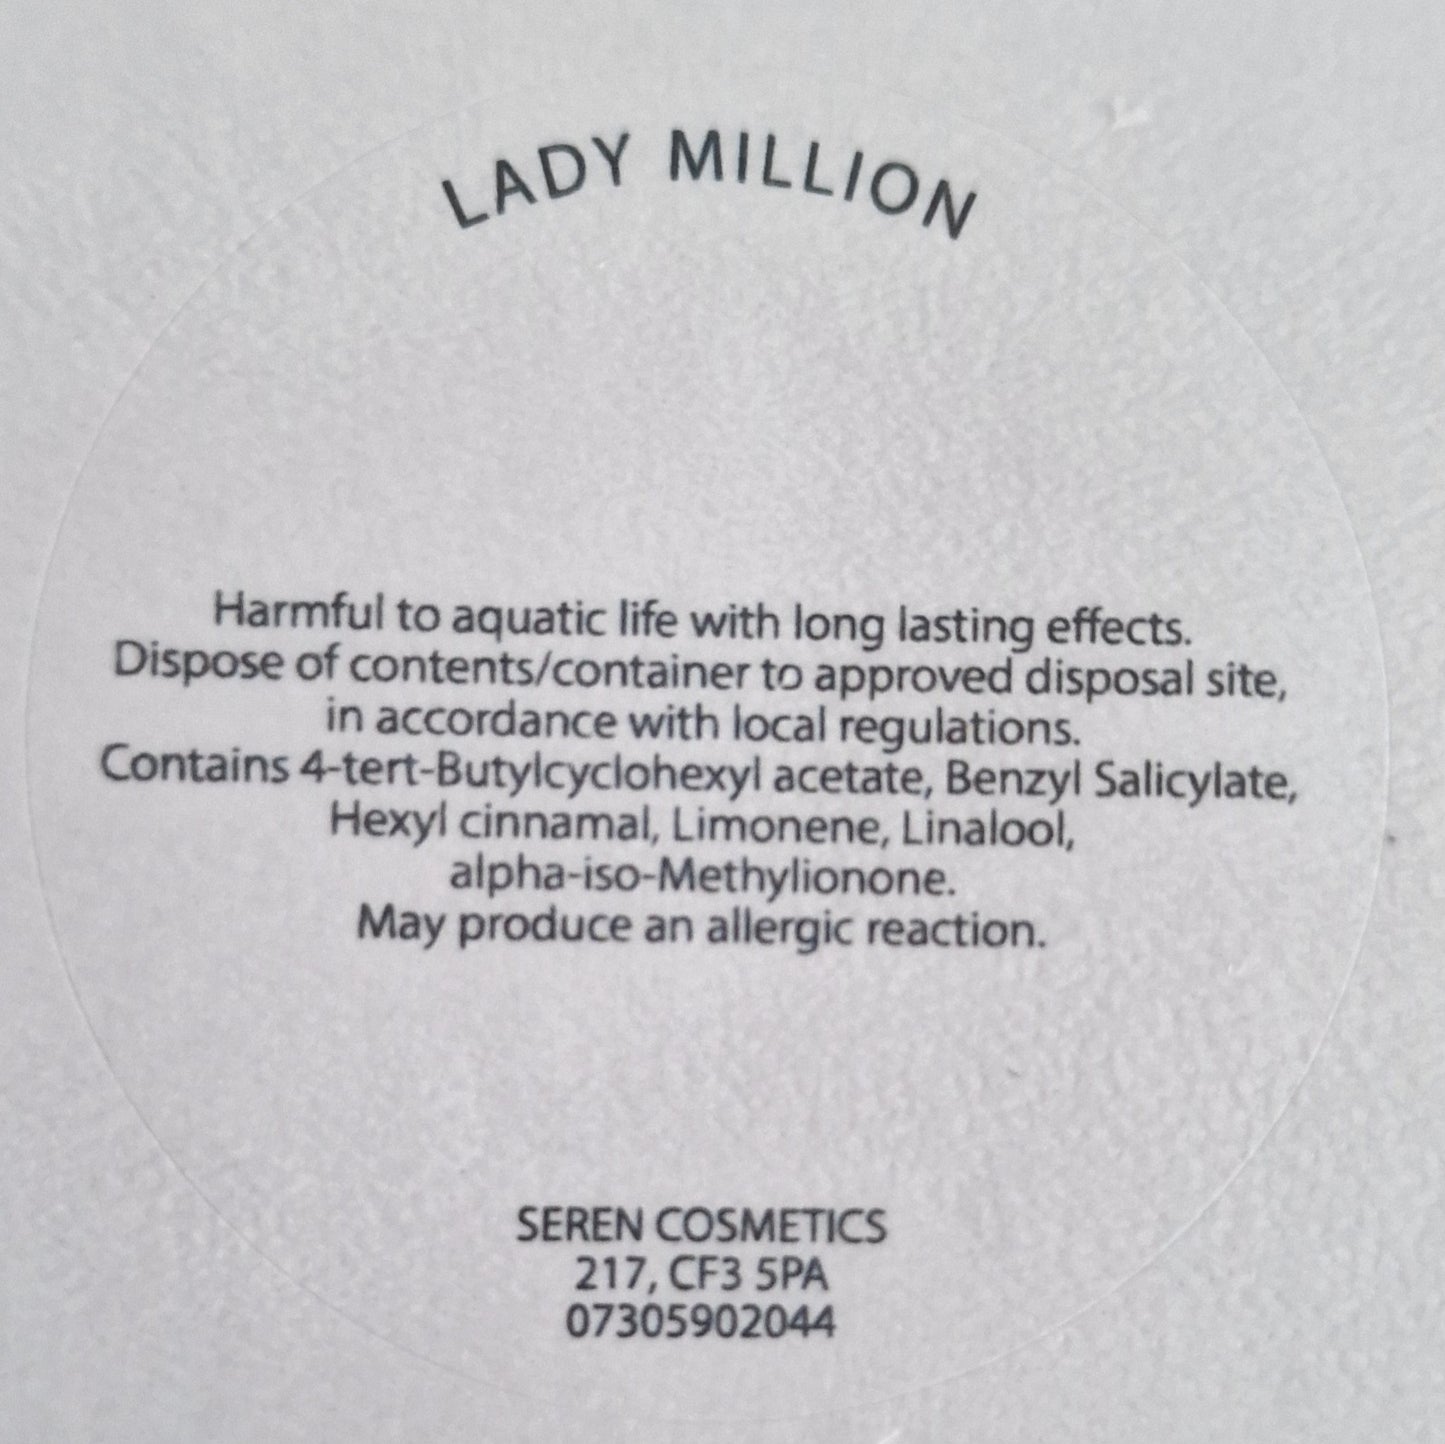 LADY MILLION
Harmful to aquatic life with long lasting effects.
Dispose of contents/container to approved disposal site,
in accordance with local regulations.
Contains 4-tert-Butylcyclohexyl acetate, Benzyl Salicylate,
Hexyl cinnamal, Limonene, Linalool,
alpha-iso-Methylionone.
May produce an allergic reaction.
SEREN COSMETICS
217, CF3 5PA
07305902044